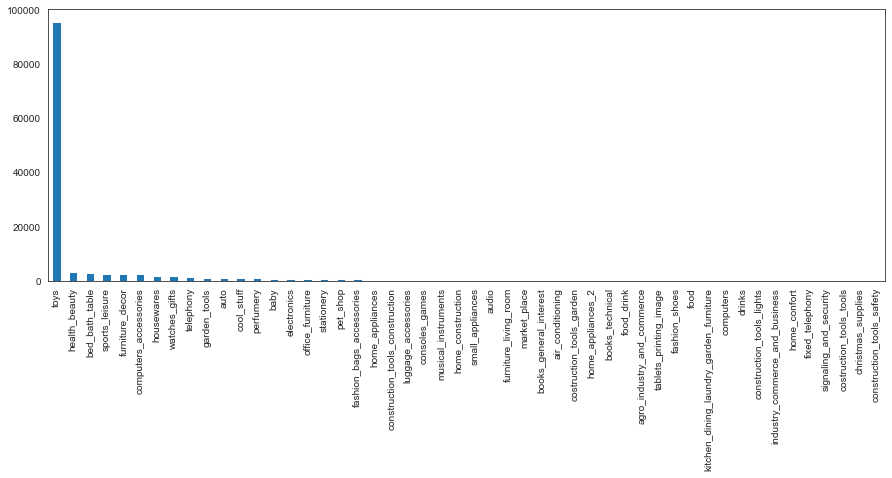 100000
80000
60000
40000
20000
0
toys
health_beauty
bed_bath_table
sports_leisure
furniture_decor
computers_accessories
housewares
watches_gifts
telephony
garden_tools
auto
cool_stuff
perfumery
baby
electronics
office_furniture
stationery
pet_shop
fashion_bags_accessories
home_appliances
construction_tools_construction
luggage_accessories
consoles_games
musical_instruments
home_construction
small_appliances
audio
furniture_living_room
market_place
books_general_interest
air_conditioning
costruction_tools_garden
home_appliances_2
books_technical
food_drink
agro_industry_and_commerce
tablets_printing_image
fashion_shoes
food
kitchen_dining_laundry_garden_furniture
computers
drinks
construction_tools_lights
industry_commerce_and_business
home_confort
fixed_telephony
signaling_and_security
costruction_tools_tools
christmas_supplies
construction_tools_safety